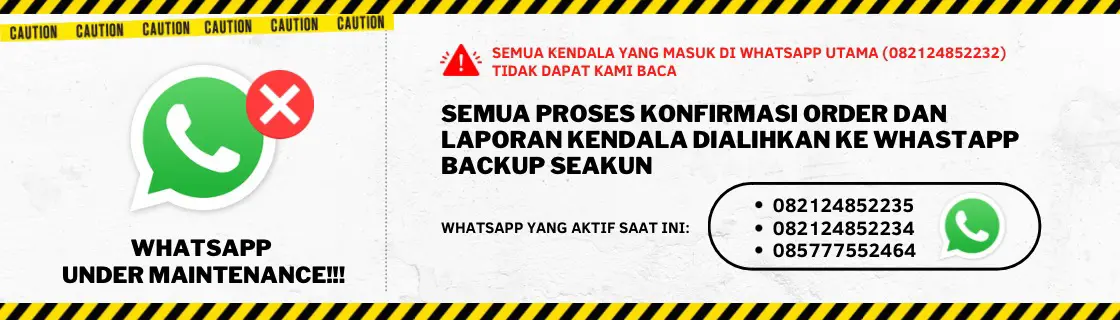 CAUTION CAUTION CAUTION CAUTION CAUTION CAUTION
WHATSAPP
UNDER MAINTENANCE!!!
SEMUA KENDALA YANG MASUK DI WHATSAPP UTAMA (082124852232)
TIDAK DAPAT KAMI BACA
SEMUA PROSES KONFIRMASI ORDER DAN
LAPORAN KENDALA DIALIHKAN KE WHASTAPP
BACKUP SEAKUN
WHATSAPP YANG AKTIF SAAT INI:
• 082124852235
• 082124852234
• 085777552464